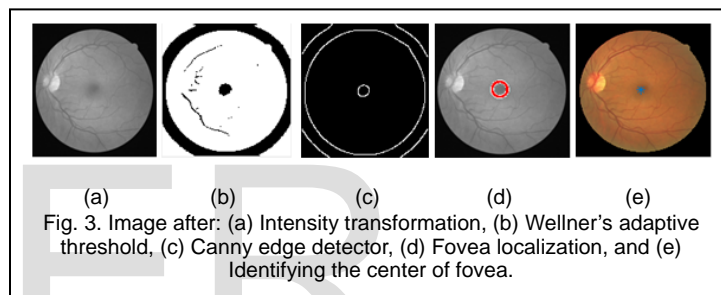 (a) (b) (c) (d) (e)
Fig. 3. Image after: (a) Intensity transformation, (b) Wellner's adaptive
threshold, (c) Canny edge detector, (d) Fovea localization, and (e)
Identifying the center of fovea.